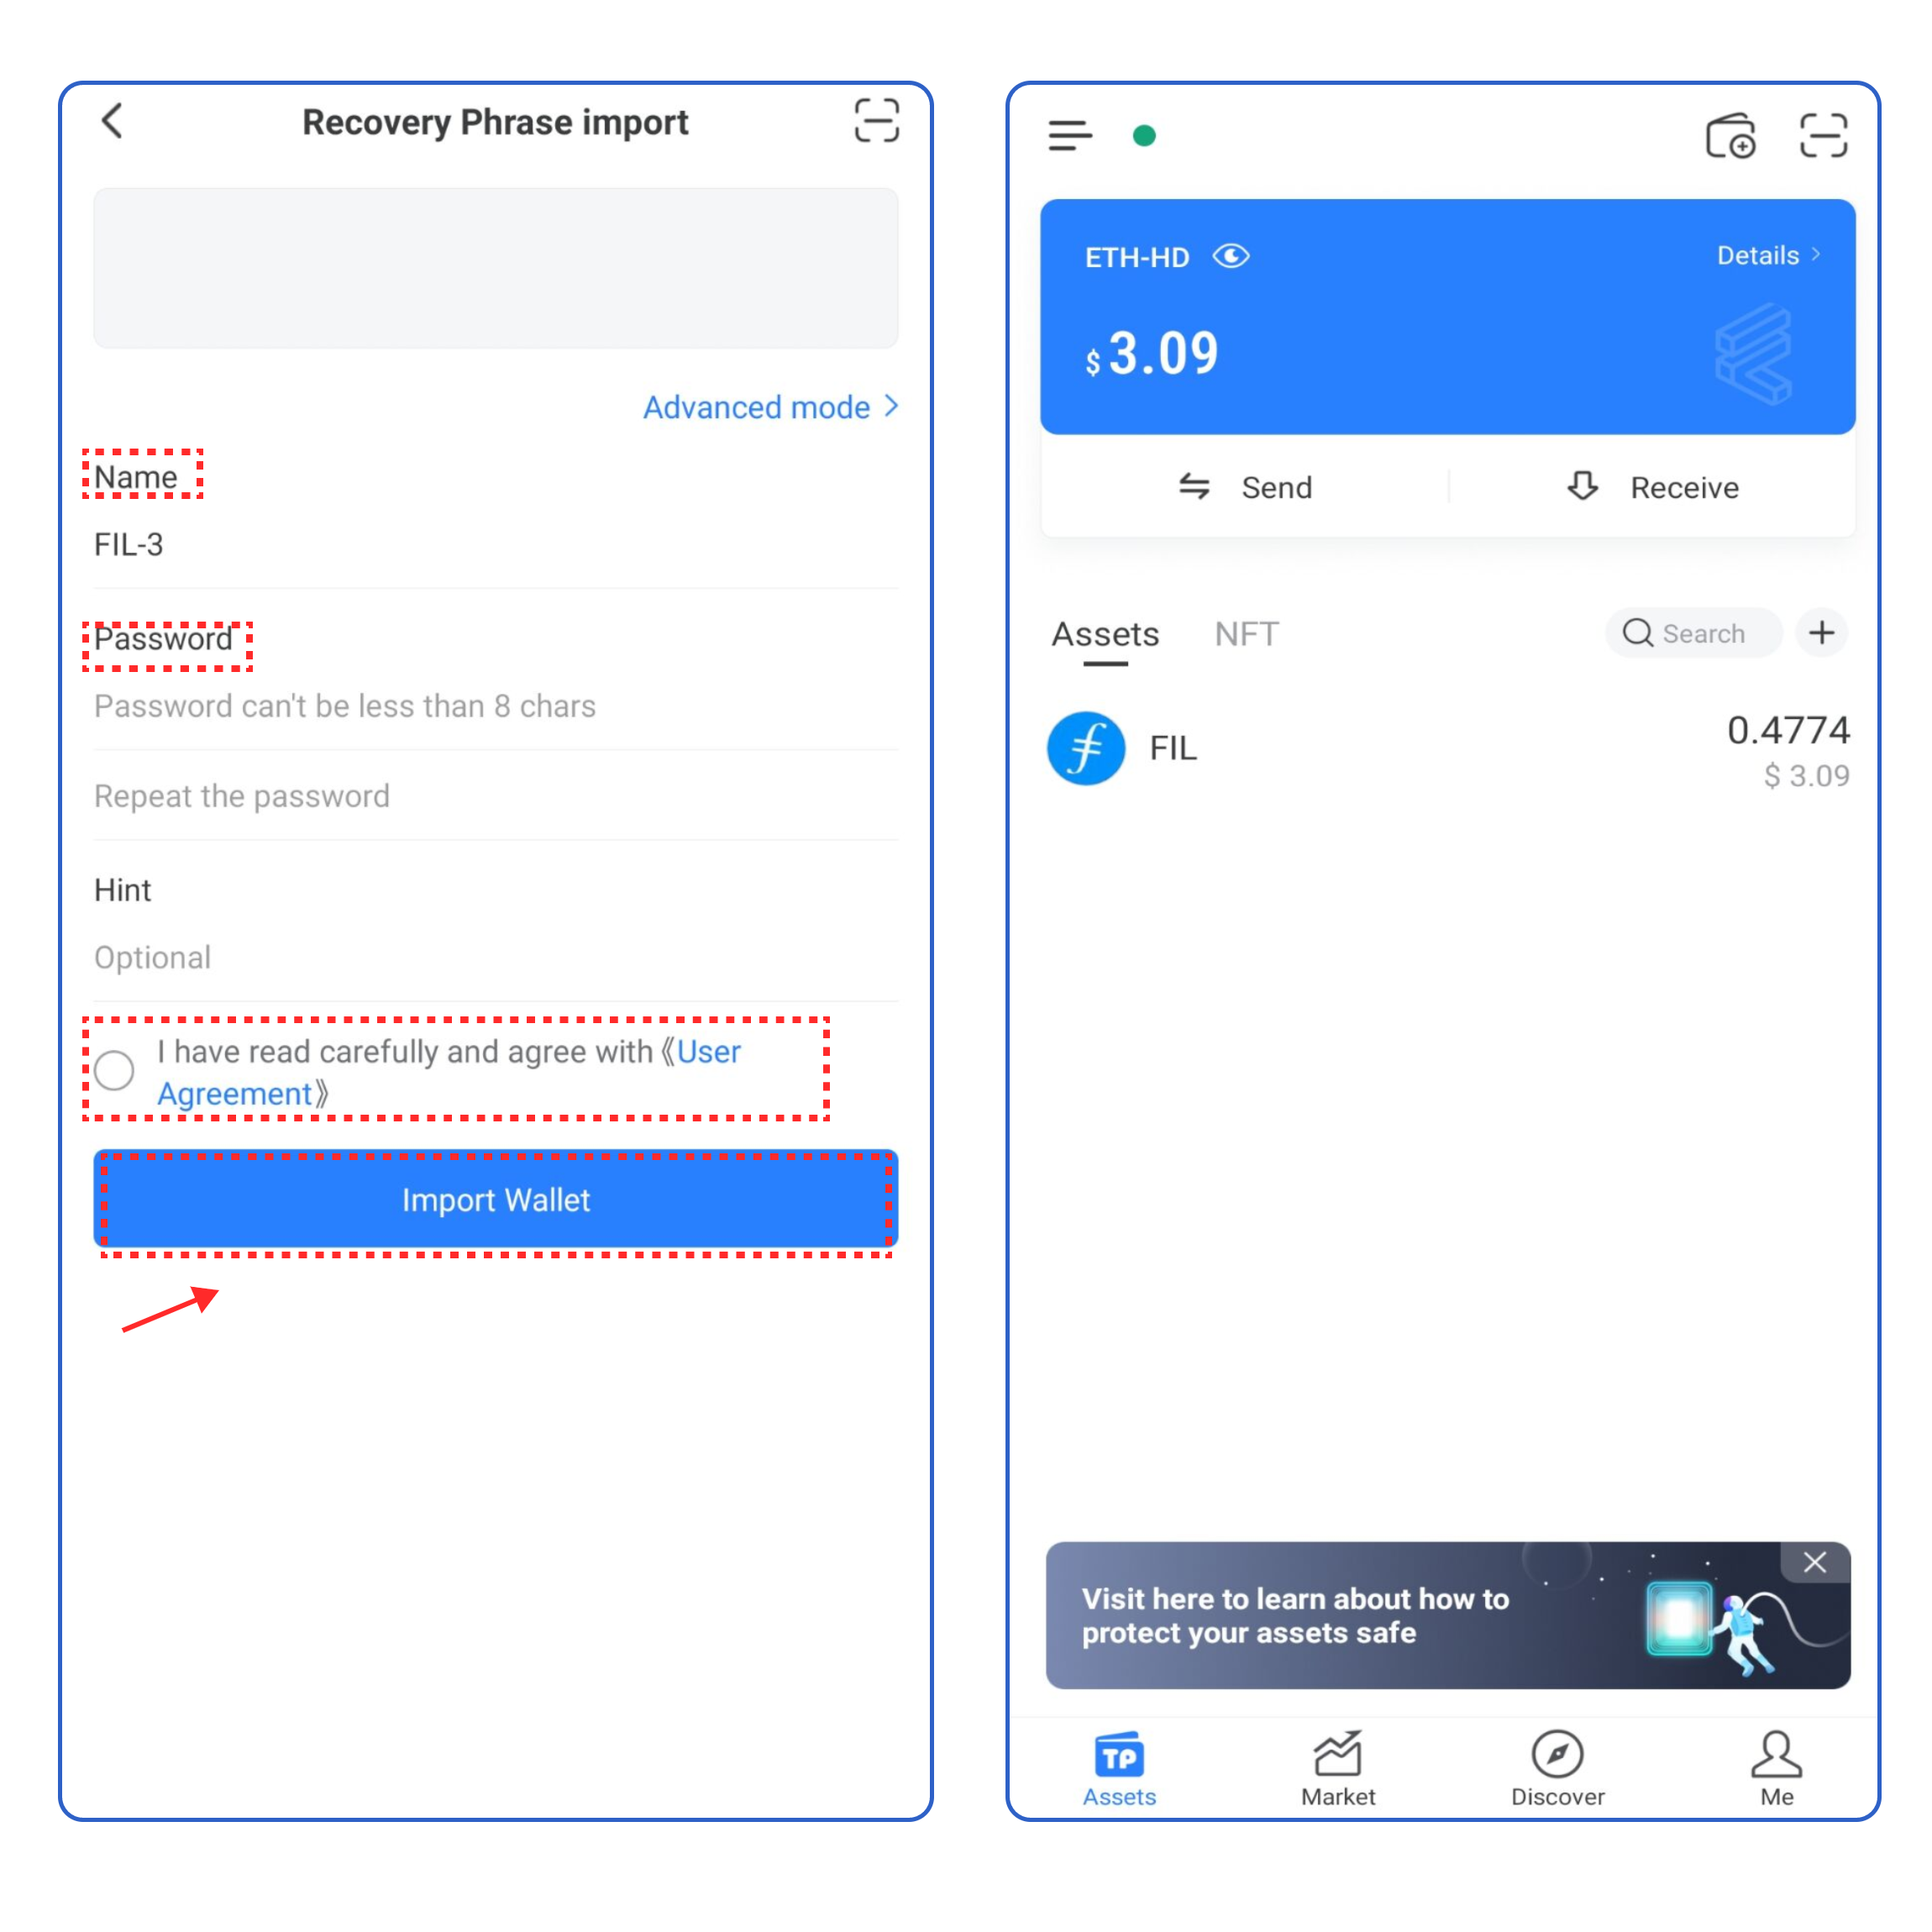 Recovery Phrase import
Advanced mode
Name
FIL-3
Password
Password can't be less than 8 chars
Repeat the password
Hint
Optional
I have read carefully and agree with《User
Agreement》
Import Wallet
ETH-HD
Details
$ 3.09
Send
Receive
Assets
NFT
Search
FIL
0.4774
$ 3.09
Visit here to learn about how to
protect your assets safe
TP
Assets
Market
Discover
Me